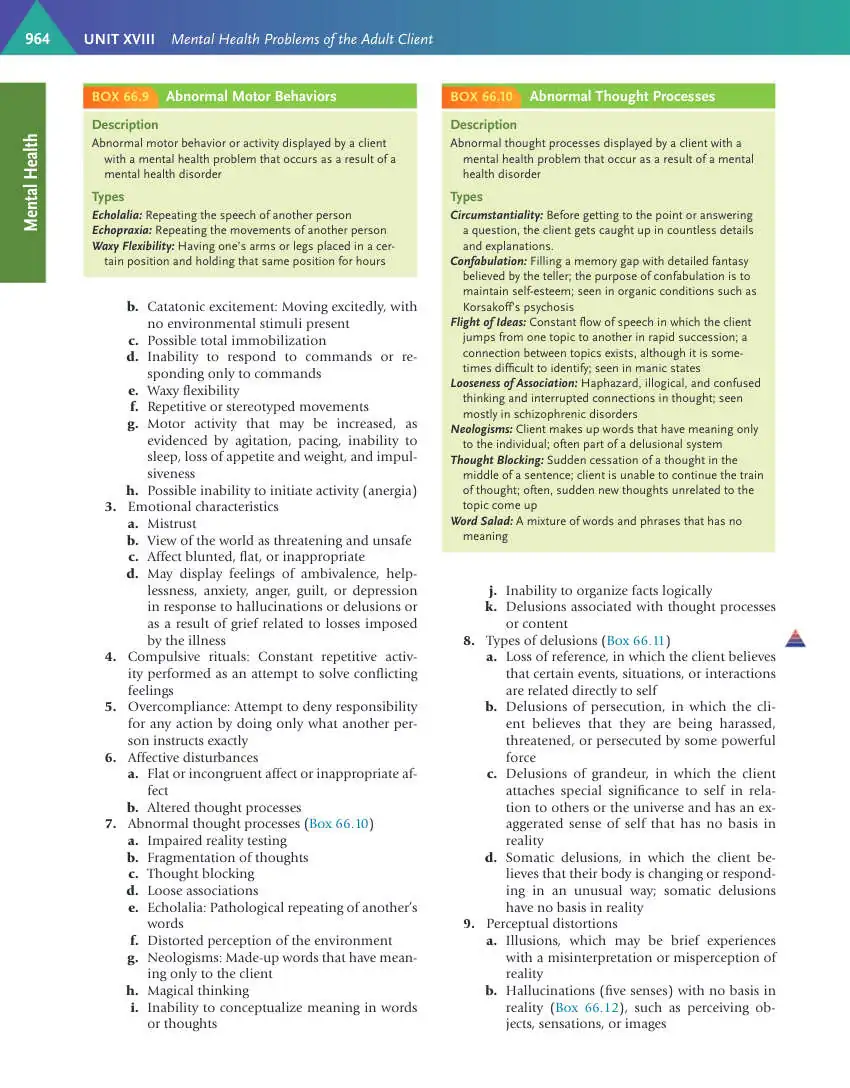 964
UNIT XVIII Mental Health Problems of the Adult Client
Mental Health
BOX 66.9 Abnormal Motor Behaviors
Description
Abnormal motor behavior or activity displayed by a client
with a mental health problem that occurs as a result of a
mental health disorder
Types
Echolalia: Repeating the speech of another person
Echopraxia: Repeating the movements of another person
Waxy Flexibility: Having one's arms or legs placed in a cer-
tain position and holding that same position for hours
b. Catatonic excitement: Moving excitedly, with
no environmental stimuli present
c. Possible total immobilization
d. Inability to respond to commands or re-
sponding only to commands
e. Waxy flexibility
f. Repetitive or stereotyped movements
g. Motor activity that may be increased, as
evidenced by agitation, pacing, inability to
sleep, loss of appetite and weight, and impul-
siveness
h. Possible inability to initiate activity (anergia)
3. Emotional characteristics
a. Mistrust
b. View of the world as threatening and unsafe
c. Affect blunted, flat, or inappropriate
d. May display feelings of ambivalence, help-
lessness, anxiety, anger, guilt, or depression
in response to hallucinations or delusions or
as a result of grief related to losses imposed
by the illness
4. Compulsive rituals: Constant repetitive activ-
ity performed as an attempt to solve conflicting
feelings
5. Overcompliance: Attempt to deny responsibility
for any action by doing only what another per-
son instructs exactly
6. Affective disturbances
a. Flat or incongruent affect or inappropriate af-
fect
b. Altered thought processes
7. Abnormal thought processes (Box 66.10)
a. Impaired reality testing
b. Fragmentation of thoughts
c. Thought blocking
d. Loose associations
e. Echolalia: Pathological repeating of another's
words
f. Distorted perception of the environment
g. Neologisms: Made-up words that have mean-
ing only to the client
h. Magical thinking
i. Inability to conceptualize meaning in words
or thoughts
BOX 66.10 Abnormal Thought Processes
Description
Abnormal thought processes displayed by a client with a
mental health problem that occur as a result of a mental
health disorder
Types
Circumstantiality: Before getting to the point or answering
a question, the client gets caught up in countless details
and explanations.
Confabulation: Filling a memory gap with detailed fantasy
believed by the teller; the purpose of confabulation is to
maintain self-esteem; seen in organic conditions such as
Korsakoff's psychosis
Flight of Ideas: Constant flow of speech in which the client
jumps from one topic to another in rapid succession; a
connection between topics exists, although it is some-
times difficult to identify; seen in manic states
Looseness of Association: Haphazard, illogical, and confused
thinking and interrupted connections in thought; seen
mostly in schizophrenic disorders
Neologisms: Client makes up words that have meaning only
to the individual; often part of a delusional system
Thought Blocking: Sudden cessation of a thought in the
middle of a sentence; client is unable to continue the train
of thought; often, sudden new thoughts unrelated to the
topic come up
Word Salad: A mixture of words and phrases that has no
meaning
j. Inability to organize facts logically
k. Delusions associated with thought processes
or content
8. Types of delusions (Box 66.11)
a. Loss of reference, in which the client believes
that certain events, situations, or interactions
are related directly to self
b. Delusions of persecution, in which the cli-
ent believes that they are being harassed,
threatened, or persecuted by some powerful
force
c. Delusions of grandeur, in which the client
attaches special significance to self in rela-
tion to others or the universe and has an ex-
aggerated sense of self that has no basis in
reality
d. Somatic delusions, in which the client be-
lieves that their body is changing or respond-
ing in an unusual way; somatic delusions
have no basis in reality
9. Perceptual distortions
a. Illusions, which may be brief experiences
with a misinterpretation or misperception of
reality
b. Hallucinations (five senses) with no basis in
reality (Box 66.12), such as perceiving ob-
jects, sensations, or images